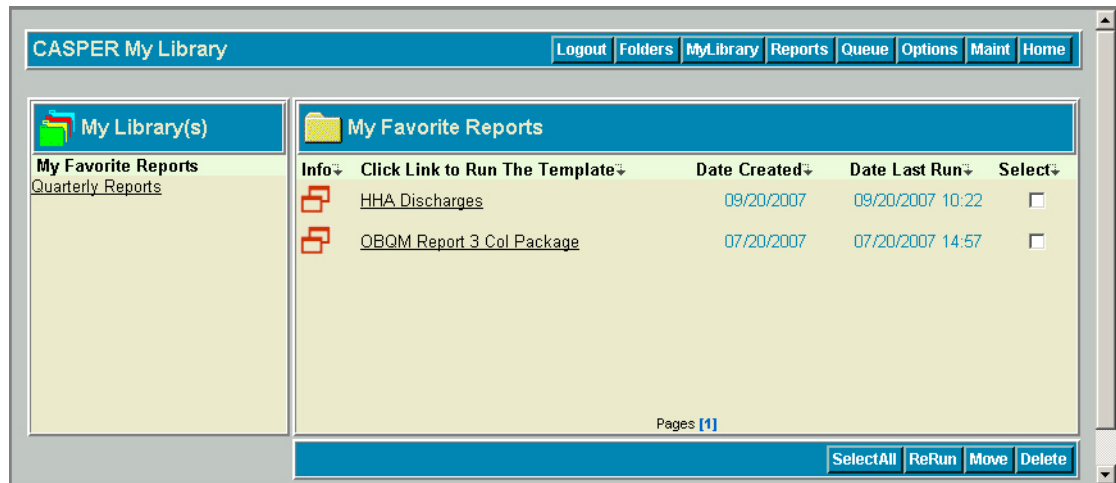 CASPER My Library
Logout Folders MyLibrary Reports Queue Options Maint Home
My Library(s)
My Favorite Reports
Quarterly Reports
My Favorite Reports
Info Click Link to Run The Template Date Created Date Last Run Select
HHA Discharges 09/20/2007 09/20/2007 10:22
OBQM Report 3 Col Package 07/20/2007 07/20/2007 14:57
Pages [1]
SelectAll ReRun Move Delete